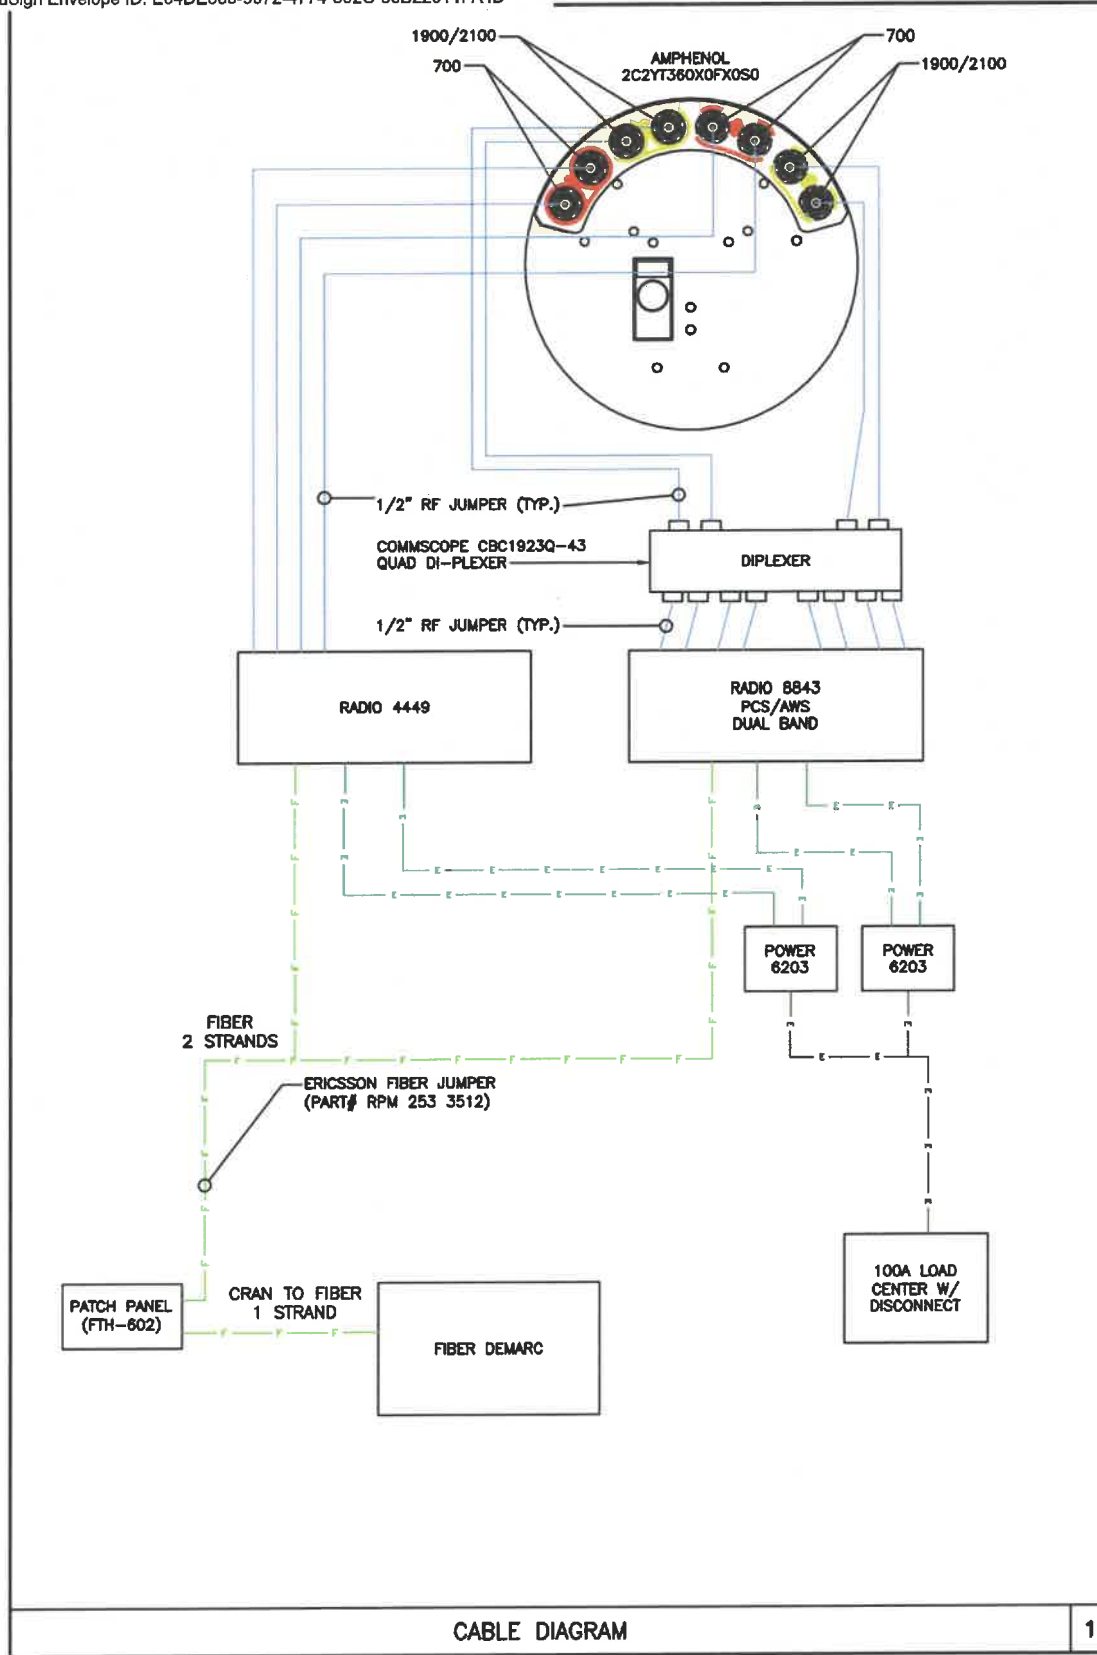 1900/2100
700
AMPHENOL
2C2YT360X0FX0S0
700
1900/2100
1/2" RF JUMPER (TYP.)
COMMSCOPE CBC1923Q-43
QUAD DI-PLEXER
DIPLEXER
1/2" RF JUMPER (TYP.)
RADIO 4449
RADIO 8843
PCS/AWS
DUAL BAND
POWER
6203
POWER
6203
FIBER
2 STRANDS
ERICSSON FIBER JUMPER
(PART# RPM 253 3512)
100A LOAD
CENTER W/
DISCONNECT
PATCH PANEL
(FTH-602)
CRAN TO FIBER
1 STRAND
FIBER DEMARC
CABLE DIAGRAM
1